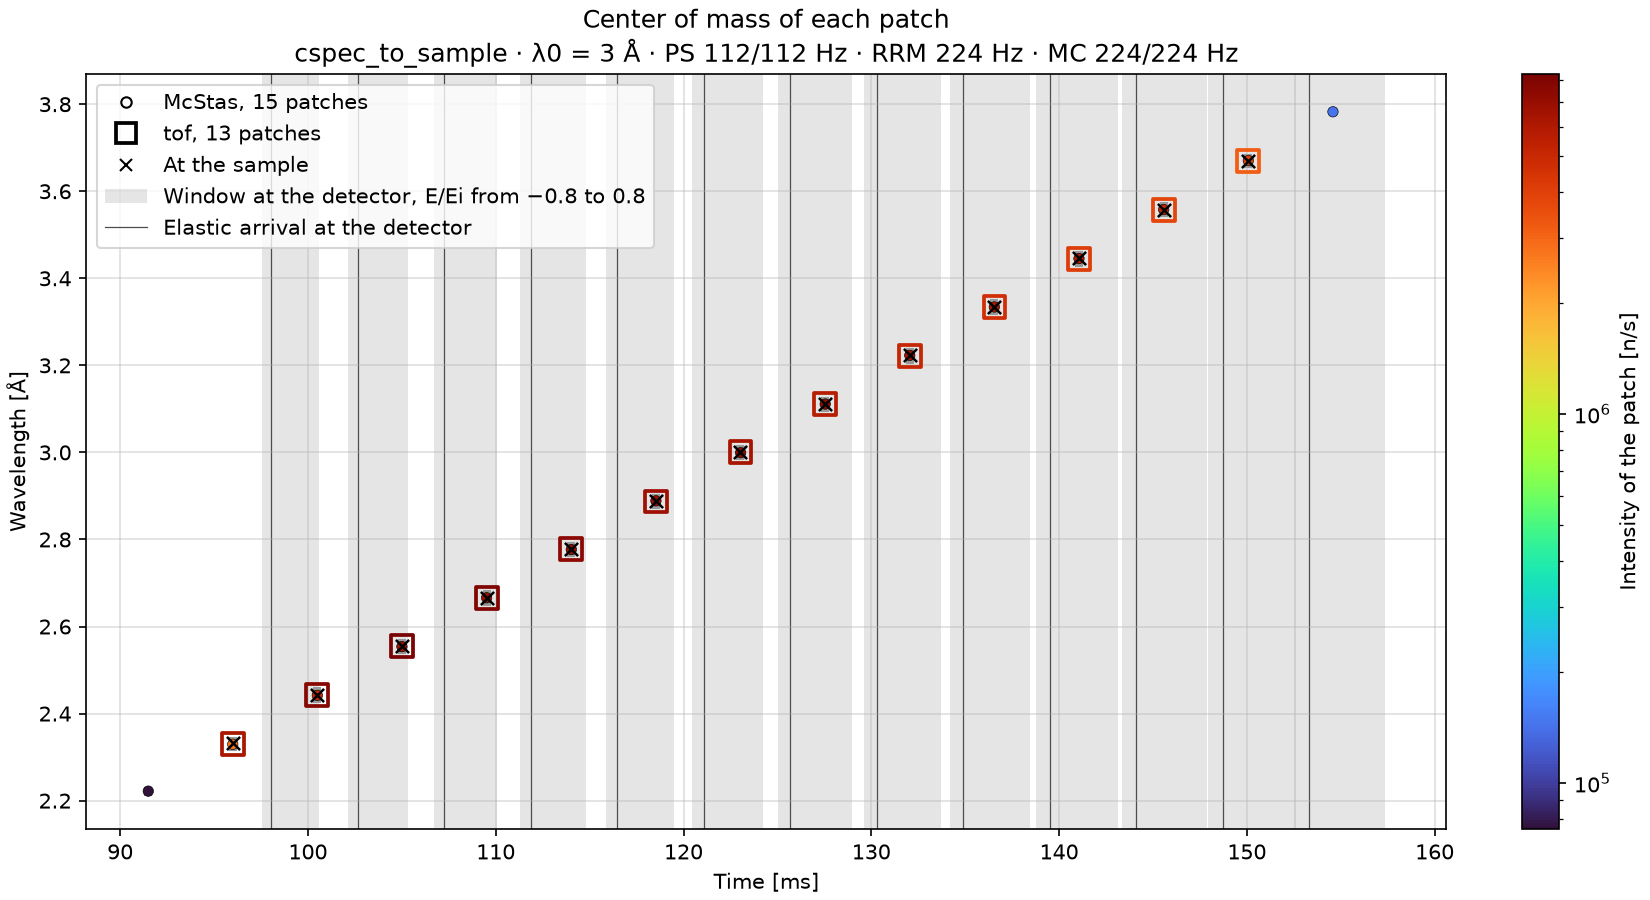 Center of mass of each patch
cspec_to_sample · λ0 = 3 Å · PS 112/112 Hz · RRM 224 Hz · MC 224/224 Hz
McStas, 15 patches
tof, 13 patches
At the sample
Window at the detector, E/Ei from −0.8 to 0.8
Elastic arrival at the detector
3.8
3.6
3.4
3.2
3.0
2.8
2.6
2.4
2.2
Wavelength [Å]
90
100
110
120
130
140
150
160
Time [ms]
10⁶
10⁵
Intensity of the patch [n/s]